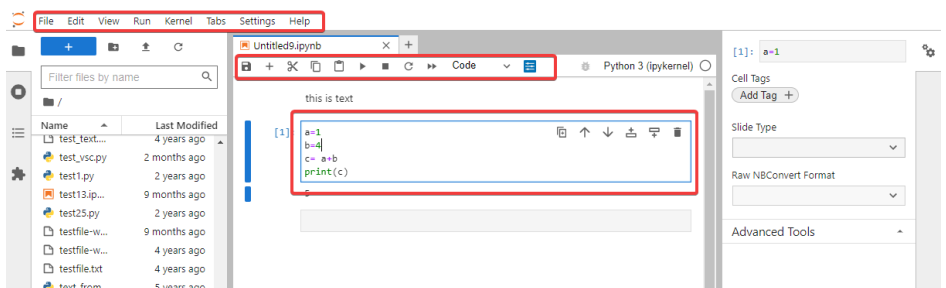 File Edit View Run Kernel Tabs Settings Help
Filter files by name
/
Name Last Modified
test_text.... 4 years ago
test_vsc.py 2 months ago
test1.py 2 years ago
test13.ip... 9 months ago
test25.py 2 years ago
testfile-w... 9 months ago
testfile-w... 4 years ago
testfile.txt 4 years ago
text_from 5 years ago
Untitled9.ipynb
Code
Python 3 (ipykernel)
this is text
[1]
a=1
b=4
c= a+b
print(c)
5
[1]: a=1
Cell Tags
Add Tag +
Slide Type
Raw NBConvert Format
Advanced Tools